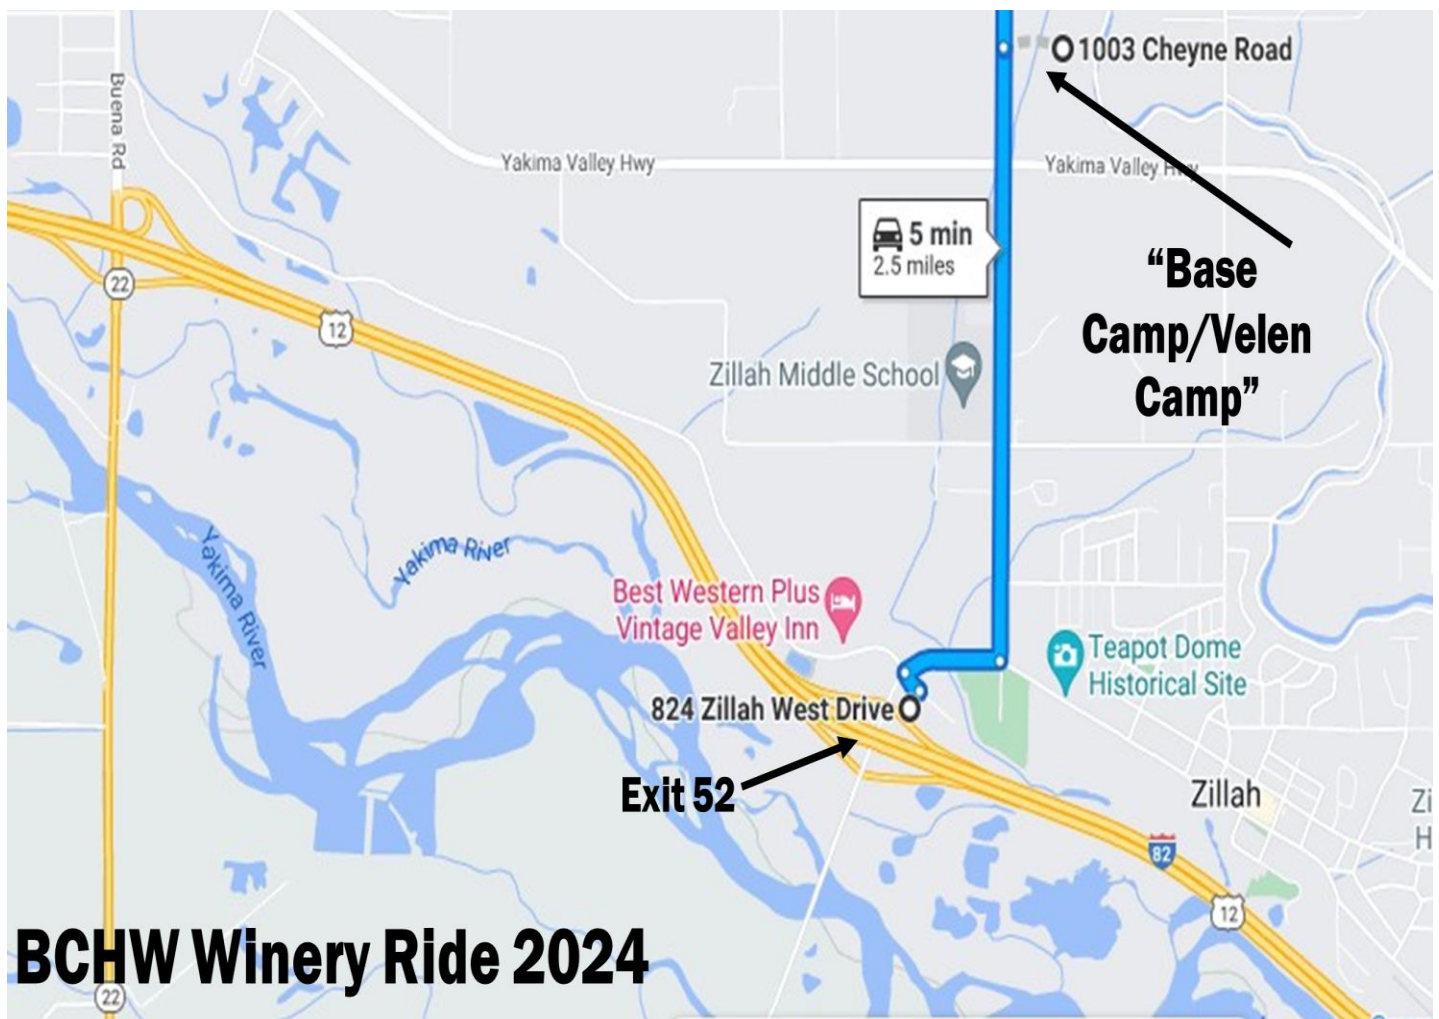 1003 Cheyne Road
Buena Rd
Yakima Valley Hwy
Yakima Valley Hwy
5 min
2.5 miles
“Base
Camp/Velen
Camp”
22
12
Zillah Middle School
Yakima River
Yakima River
Best Western Plus
Vintage Valley Inn
Teapot Dome
Historical Site
824 Zillah West Drive
Exit 52
Zillah
Zi
H
82
12
BCHW Winery Ride 2024
22